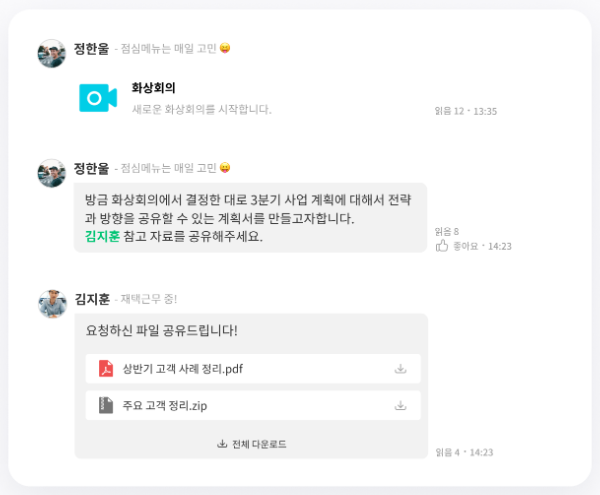 정한울 - 점심메뉴는 매일 고민 😛
화상회의
새로운 화상회의를 시작합니다.
읽음 12 · 13:35
정한울 - 점심메뉴는 매일 고민 😛
방금 화상회의에서 결정한 대로 3분기 사업 계획에 대해서 전략
과 방향을 공유할 수 있는 계획서를 만들고자합니다.
김지훈 참고 자료를 공유해주세요.
읽음 8
좋아요 · 14:23
김지훈 - 재택근무 중!
요청하신 파일 공유드립니다!
상반기 고객 사례 정리.pdf
주요 고객 정리.zip
전체 다운로드
읽음 4 · 14:23